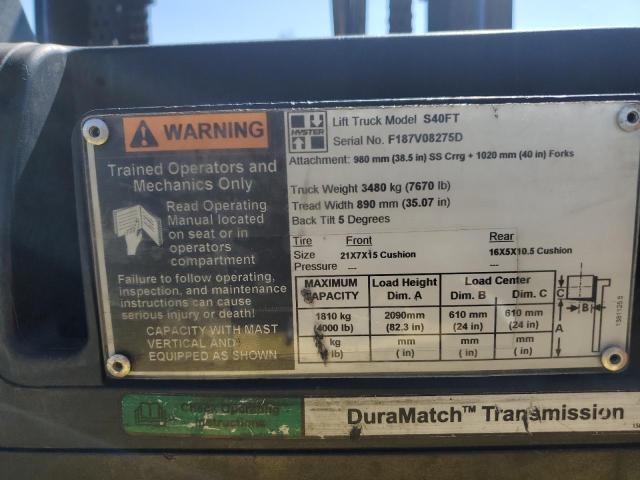 WARNING
Trained Operators and
Mechanics Only
Read Operating
Manual located
on seat or in
operators
compartment
Failure to follow operating,
inspection, and maintenance
instructions can cause
serious injury or death!
CAPACITY WITH MAST
VERTICAL AND
EQUIPPED AS SHOWN
HYSTER
Lift Truck Model S40FT
Serial No. F187V08275D
Attachment: 980 mm (38.5 in) SS Crrg + 1020 mm (40 in) Forks
Truck Weight 3480 kg (7670 lb)
Tread Width 890 mm (35.07 in)
Back Tilt 5 Degrees
Tire Front Rear
Size 21X7X15 Cushion 16X5X10.5 Cushion
Pressure --- ---
MAXIMUM CAPACITY Load Height Dim. A Load Center Dim. B Dim. C
1810 kg 2090mm 610 mm 610 mm
(4000 lb) (82.3 in) (24 in) (24 in)
kg mm mm mm
lb) ( in) ( in) ( in)
C
B
A
Check Operating
Instructions
DuraMatch™ Transmission